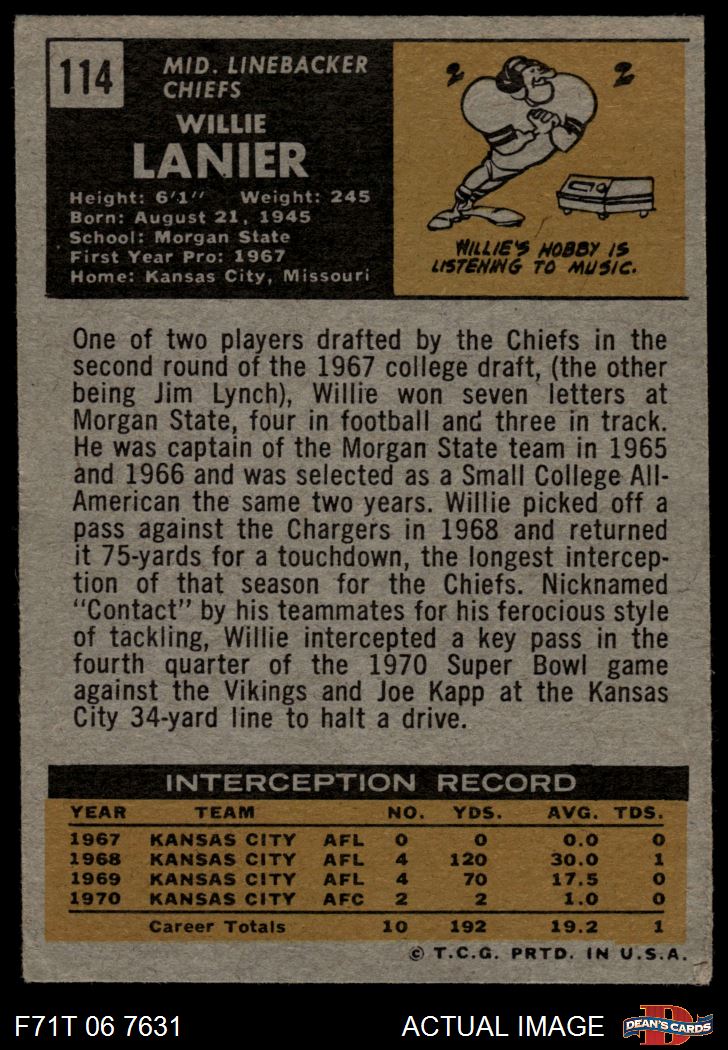 114
MID. LINEBACKER
CHIEFS
WILLIE
LANIER
Height: 6'1'' Weight: 245
Born: August 21, 1945
School: Morgan State
First Year Pro: 1967
Home: Kansas City, Missouri
WILLIE'S HOBBY IS
LISTENING TO MUSIC.
One of two players drafted by the Chiefs in the
second round of the 1967 college draft, (the other
being Jim Lynch), Willie won seven letters at
Morgan State, four in football and three in track.
He was captain of the Morgan State team in 1965
and 1966 and was selected as a Small College All-
American the same two years. Willie picked off a
pass against the Chargers in 1968 and returned
it 75-yards for a touchdown, the longest intercep-
tion of that season for the Chiefs. Nicknamed
"Contact" by his teammates for his ferocious style
of tackling, Willie intercepted a key pass in the
fourth quarter of the 1970 Super Bowl game
against the Vikings and Joe Kapp at the Kansas
City 34-yard line to halt a drive.
INTERCEPTION RECORD
YEAR TEAM NO. YDS. AVG. TDS.
1967 KANSAS CITY AFL 0 0 0.0 0
1968 KANSAS CITY AFL 4 120 30.0 1
1969 KANSAS CITY AFL 4 70 17.5 0
1970 KANSAS CITY AFC 2 2 1.0 0
Career Totals 10 192 19.2 1
© T.C.G. PRTD. IN U.S.A.
F71T 06 7631 ACTUAL IMAGE
D
DEAN'S CARDS